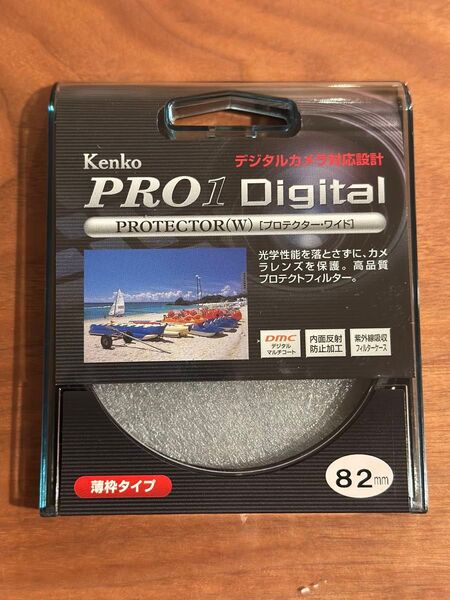 Kenko
デジタルカメラ対応設計
PRO1 Digital
PROTECTOR(W) [プロテクター・ワイド]
光学性能を落とさずに、カメ
ラレンズを保護。高品質
プロテクトフィルター。
DMC
デジタル
マルチコート
内面反射
防止加工
紫外線吸収
フィルターケース
薄枠タイプ
82mm